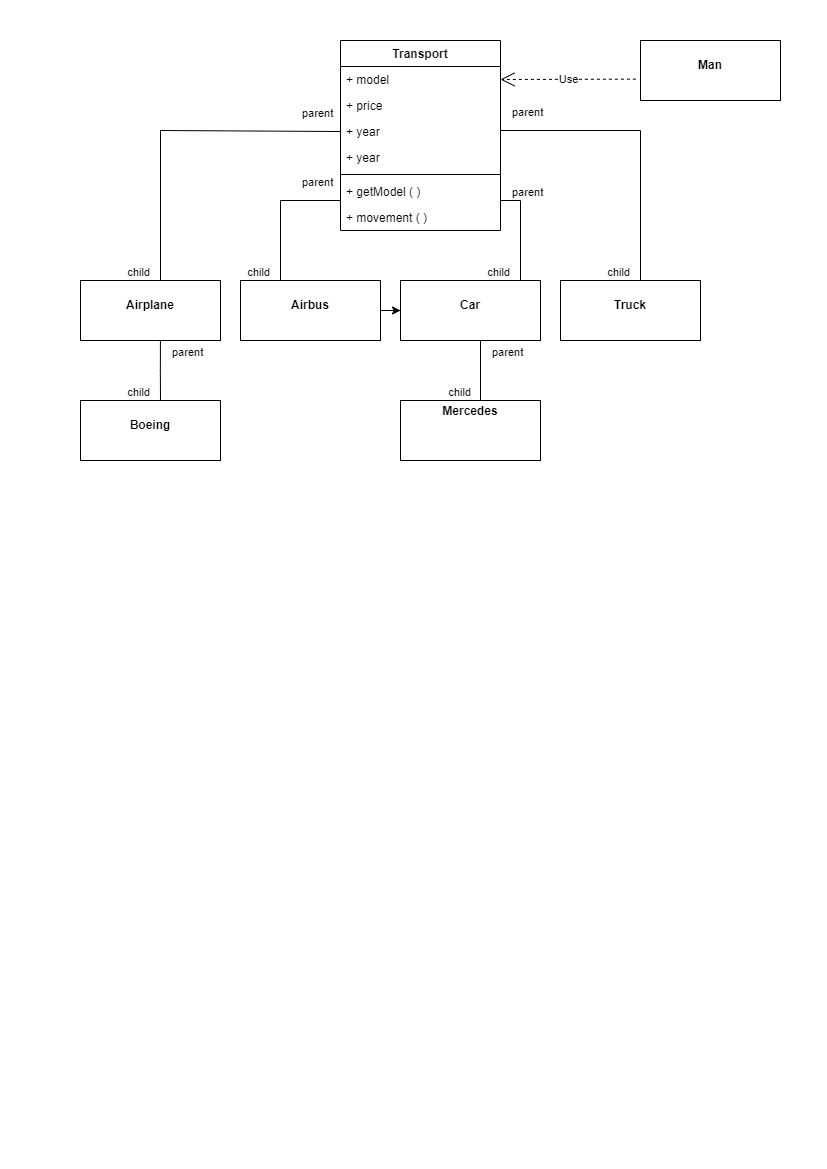 Transport
Man
+ model
Use
+ price
parent
parent
+ year
+ year
parent
+ getModel ( )
parent
+ movement ( )
child
child
child
child
Airplane
Airbus
Car
Truck
parent
parent
child
child
Mercedes
Boeing